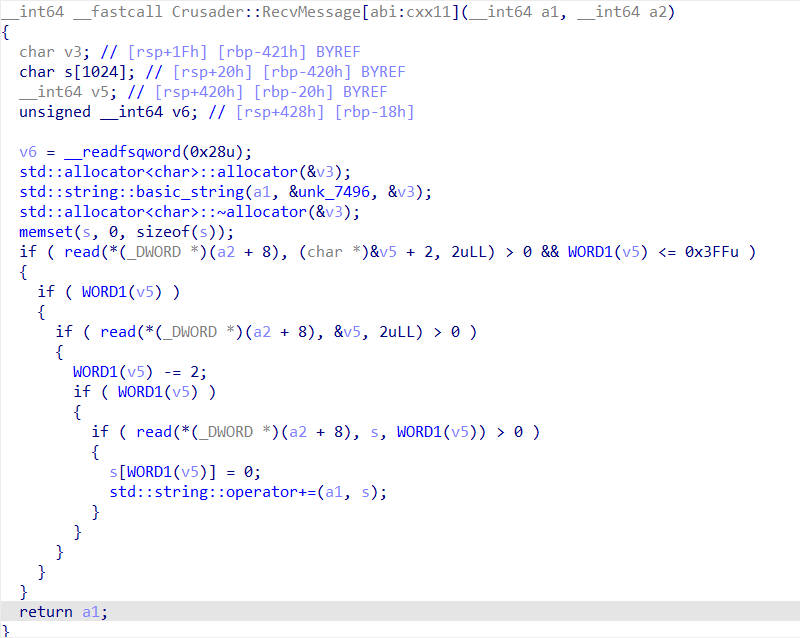 __int64 __fastcall Crusader::RecvMessage[abi:cxx11](__int64 a1, __int64 a2)
{
  char v3; // [rsp+1Fh] [rbp-421h] BYREF
  char s[1024]; // [rsp+20h] [rbp-420h] BYREF
  __int64 v5; // [rsp+420h] [rbp-20h] BYREF
  unsigned __int64 v6; // [rsp+428h] [rbp-18h]

  v6 = __readfsqword(0x28u);
  std::allocator<char>::allocator(&v3);
  std::string::basic_string(a1, &unk_7496, &v3);
  std::allocator<char>::~allocator(&v3);
  memset(s, 0, sizeof(s));
  if ( read(*(_DWORD *)(a2 + 8), (char *)&v5 + 2, 2uLL) > 0 && WORD1(v5) <= 0x3FFu )
  {
    if ( WORD1(v5) )
    {
      if ( read(*(_DWORD *)(a2 + 8), &v5, 2uLL) > 0 )
      {
        WORD1(v5) -= 2;
        if ( WORD1(v5) )
        {
          if ( read(*(_DWORD *)(a2 + 8), s, WORD1(v5)) > 0 )
          {
            s[WORD1(v5)] = 0;
            std::string::operator+=(a1, s);
          }
        }
      }
    }
  }
  return a1;
}